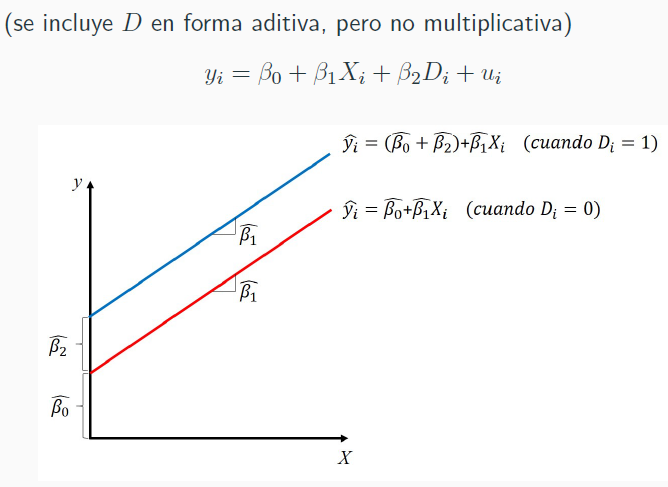 (se incluye D en forma aditiva, pero no multiplicativa)
yᵢ = β₀ + β₁Xᵢ + β₂Dᵢ + uᵢ
ŷᵢ = (β̂₀ + β̂₂)+β̂₁Xᵢ (cuando Dᵢ = 1)
y
ŷᵢ = β̂₀+β̂₁Xᵢ (cuando Dᵢ = 0)
β̂₁
β̂₁
β̂₂
β̂₀
X